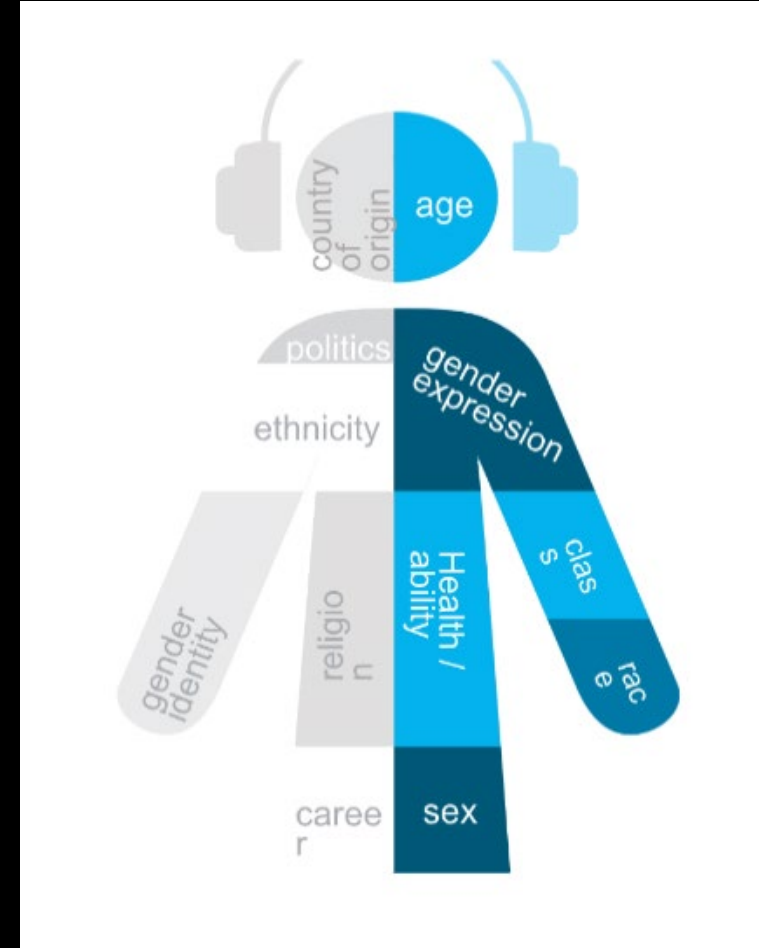 country
of
origin
age
politics
gender
expression
ethnicity
clas
s
Health /
ability
religio
n
gender
identity
rac
e
caree
r
sex